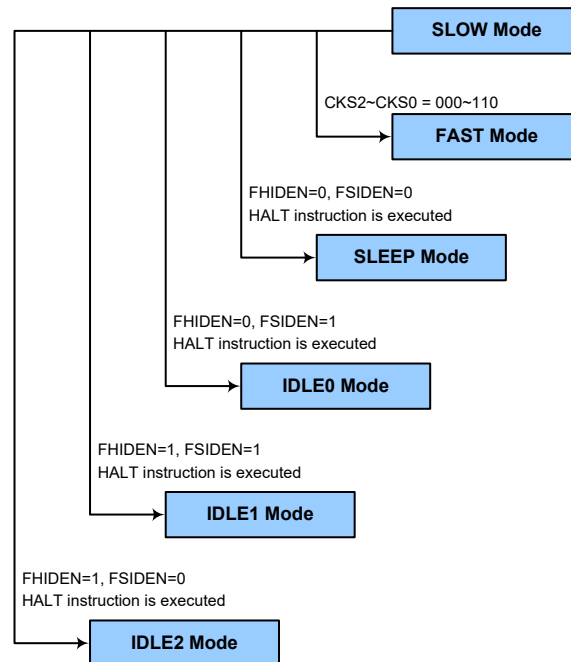 SLOW Mode
CKS2~CKS0 = 000~110
FAST Mode
FHIDEN=0, FSIDEN=0
HALT instruction is executed
SLEEP Mode
FHIDEN=0, FSIDEN=1
HALT instruction is executed
IDLE0 Mode
FHIDEN=1, FSIDEN=1
HALT instruction is executed
IDLE1 Mode
FHIDEN=1, FSIDEN=0
HALT instruction is executed
IDLE2 Mode